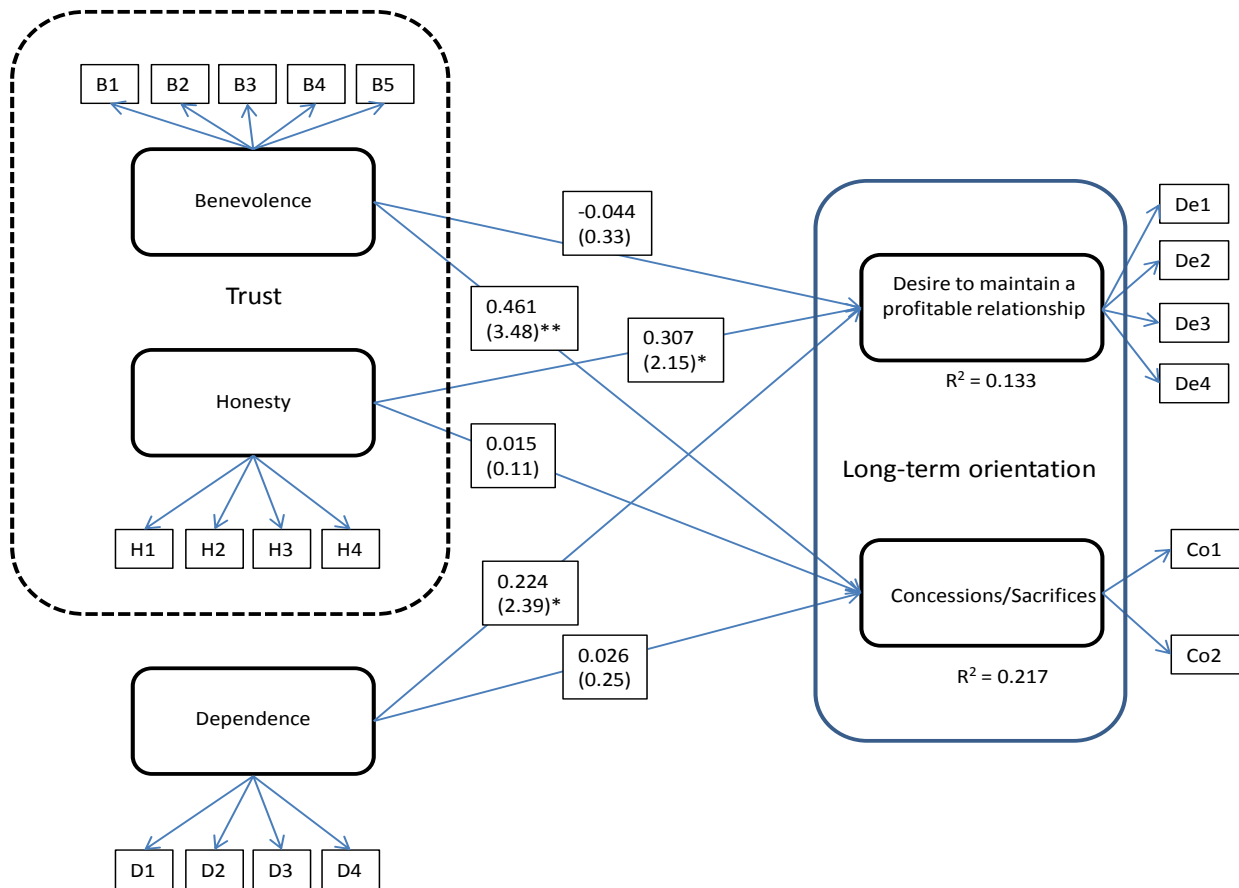 B1
B2
B3
B4
B5
Benevolence
Trust
Honesty
H1
H2
H3
H4
Dependence
D1
D2
D3
D4
-0.044
(0.33)
0.461
(3.48)**
0.307
(2.15)*
0.015
(0.11)
0.224
(2.39)*
0.026
(0.25)
Desire to maintain a
profitable relationship
R² = 0.133
Long-term orientation
Concessions/Sacrifices
R² = 0.217
De1
De2
De3
De4
Co1
Co2